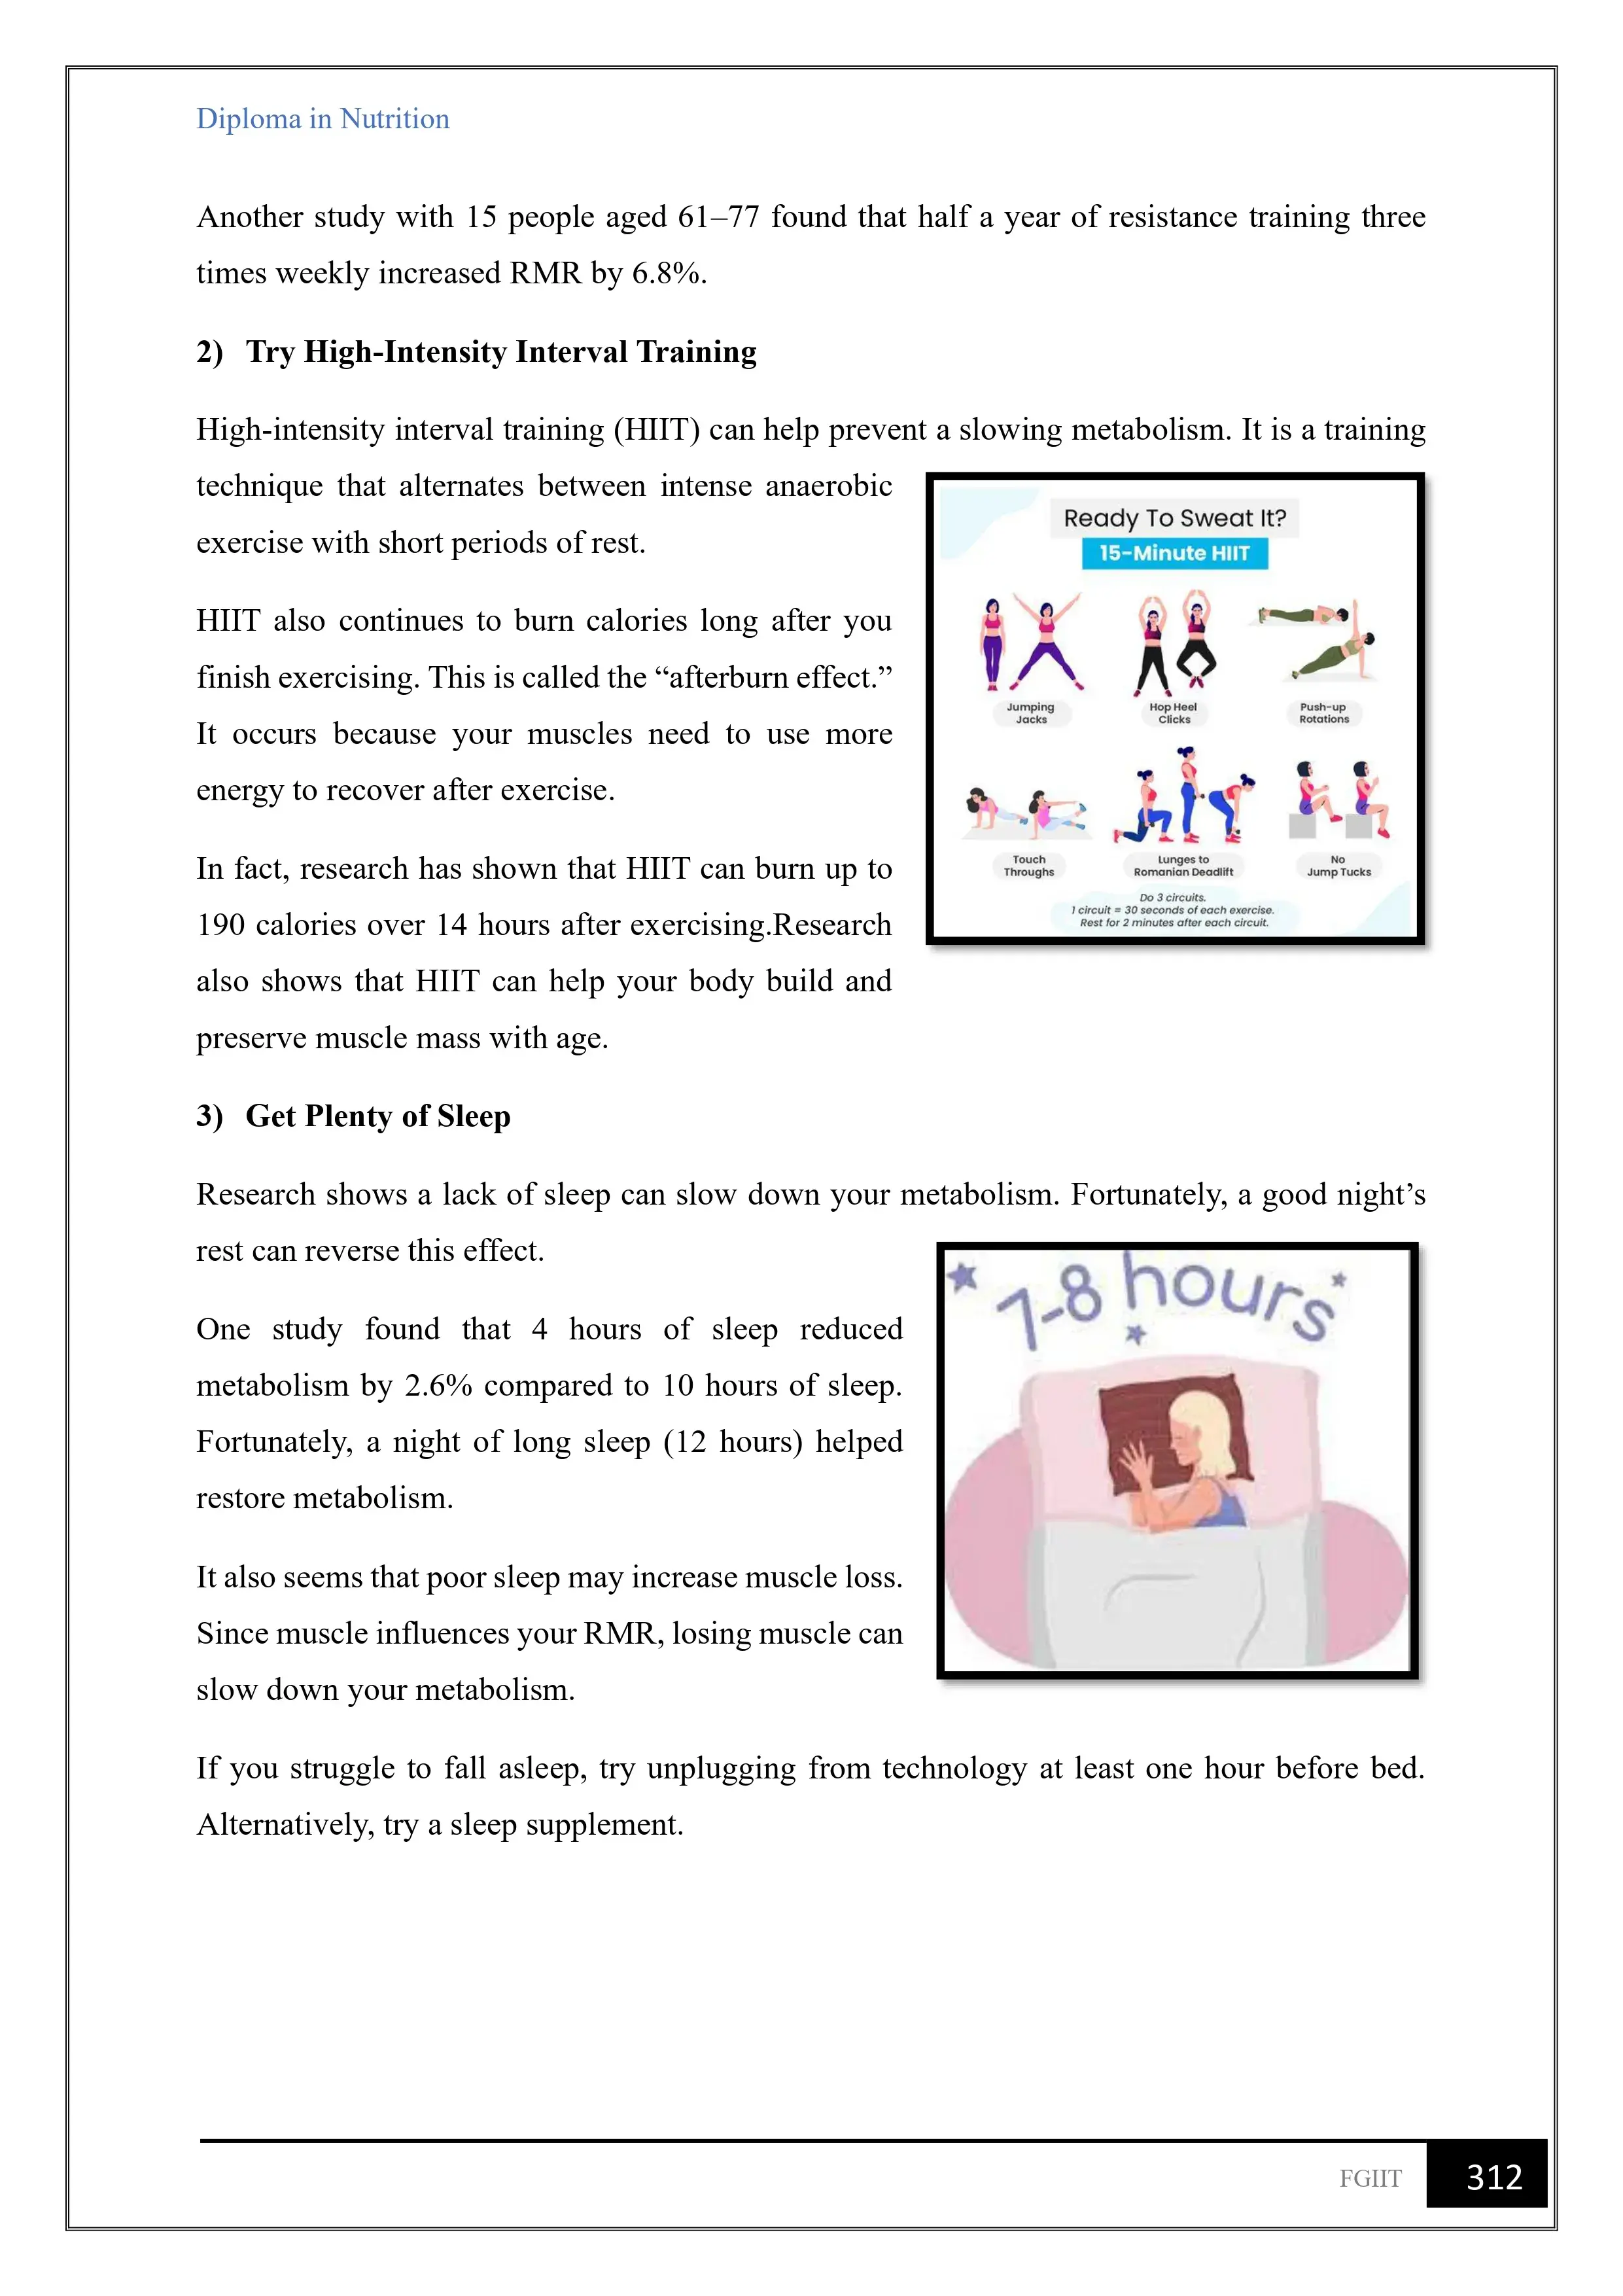 Diploma in Nutrition
Another study with 15 people aged 61–77 found that half a year of resistance training three
times weekly increased RMR by 6.8%.
2) Try High-Intensity Interval Training
High-intensity interval training (HIIT) can help prevent a slowing metabolism. It is a training
technique that alternates between intense anaerobic
exercise with short periods of rest.
HIIT also continues to burn calories long after you
finish exercising. This is called the “afterburn effect.”
It occurs because your muscles need to use more
energy to recover after exercise.
In fact, research has shown that HIIT can burn up to
190 calories over 14 hours after exercising.Research
also shows that HIIT can help your body build and
preserve muscle mass with age.
Ready To Sweat It?
15-Minute HIIT
Jumping
Jacks
Hop Heel
Clicks
Push-up
Rotations
Touch
Throughs
Lunges to
Romanian Deadlift
No
Jump Tucks
Do 3 circuits.
1 circuit = 30 seconds of each exercise.
Rest for 2 minutes after each circuit.
3) Get Plenty of Sleep
Research shows a lack of sleep can slow down your metabolism. Fortunately, a good night’s
rest can reverse this effect.
One study found that 4 hours of sleep reduced
metabolism by 2.6% compared to 10 hours of sleep.
Fortunately, a night of long sleep (12 hours) helped
restore metabolism.
It also seems that poor sleep may increase muscle loss.
Since muscle influences your RMR, losing muscle can
slow down your metabolism.
7-8 hours
If you struggle to fall asleep, try unplugging from technology at least one hour before bed.
Alternatively, try a sleep supplement.
FGIIT 312